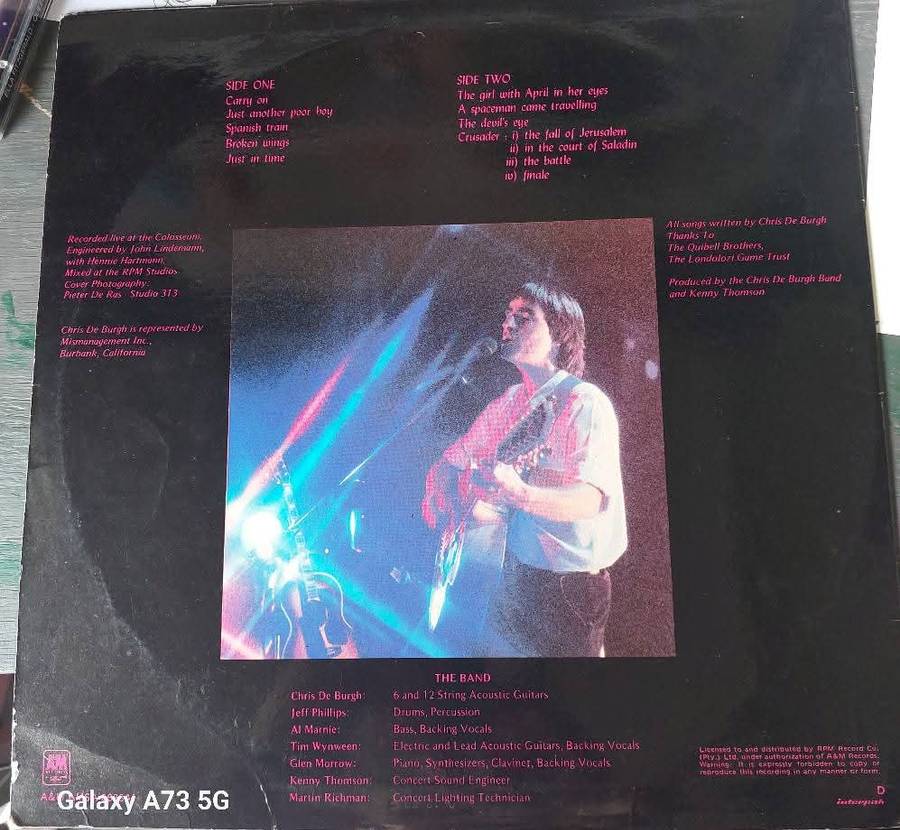 SIDE ONE
Carry on
Just another poor boy
Spanish train
Broken wings
Just in time
SIDE TWO
The girl with April in her eyes
A spaceman came travelling
The devil's eye
Crusader : i) the fall of Jerusalem
ii) in the court of Saladin
iii) the battle
iv) finale
Recorded live at the Colosseum.
Engineered by John Lindemann,
with Hennie Hartmann,
Mixed at the RPM Studios
Cover Photography:
Pieter De Ras Studio 313
Chris De Burgh is represented by
Mismanagement Inc.,
Burbank, California
All songs written by Chris De Burgh
Thanks To
The Quibell Brothers,
The Londolozi Game Trust
Produced by the Chris De Burgh Band
and Kenny Thomson
THE BAND
Chris De Burgh: 6 and 12 String Acoustic Guitars
Jeff Phillips: Drums, Percussion
Al Marnie: Bass, Backing Vocals
Tim Wynween: Electric and Lead Acoustic Guitars, Backing Vocals
Glen Morrow: Piano, Synthesizers, Clavinet, Backing Vocals
Kenny Thomson: Concert Sound Engineer
Martin Richman: Concert Lighting Technician
Licensed to and distributed by RPM Record Co.
(Pty.) Ltd. under authorization of A&M Records.
Warning: It is expressly forbidden to copy or
reproduce this recording in any manner or form.
D
interpak
A&M
Galaxy A73 5G